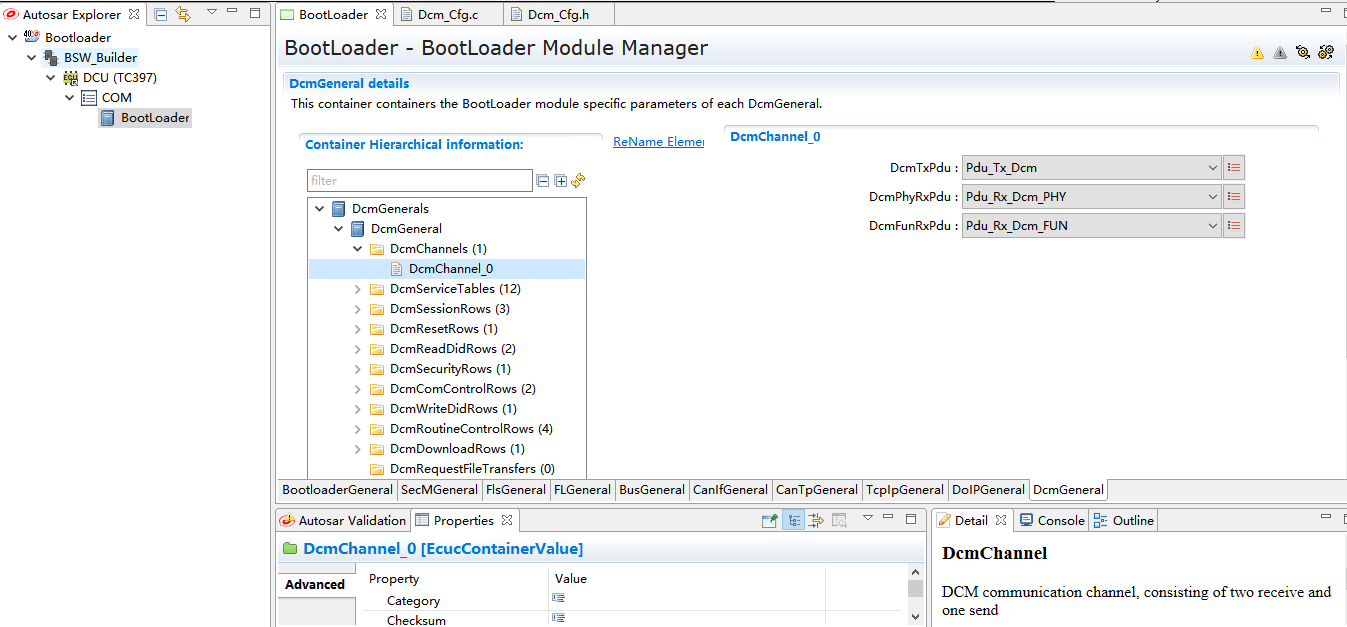 Autosar Explorer
Bootloader
BSW_Builder
DCU (TC397)
COM
BootLoader
BootLoader
Dcm_Cfg.c
Dcm_Cfg.h
BootLoader - BootLoader Module Manager
DcmGeneral details
This container containers the BootLoader module specific parameters of each DcmGeneral.
Container Hierarchical information:
ReName Elemer
filter
DcmGenerals
DcmGeneral
DcmChannels (1)
DcmChannel_0
DcmServiceTables (12)
DcmSessionRows (3)
DcmResetRows (1)
DcmReadDidRows (2)
DcmSecurityRows (1)
DcmComControlRows (2)
DcmWriteDidRows (1)
DcmRoutineControlRows (4)
DcmDownloadRows (1)
DcmRequestFileTransfers (0)
DcmChannel_0
DcmTxPdu : Pdu_Tx_Dcm
DcmPhyRxPdu : Pdu_Rx_Dcm_PHY
DcmFunRxPdu : Pdu_Rx_Dcm_FUN
BootloaderGeneral SecMGeneral FlsGeneral FLGeneral BusGeneral CanIfGeneral CanTpGeneral TcpIpGeneral DoIPGeneral DcmGeneral
Autosar Validation
Properties
DcmChannel_0 [EcucContainerValue]
Advanced
Property Value
Category
Checksum
Detail
Console
Outline
DcmChannel
DCM communication channel, consisting of two receive and
one send